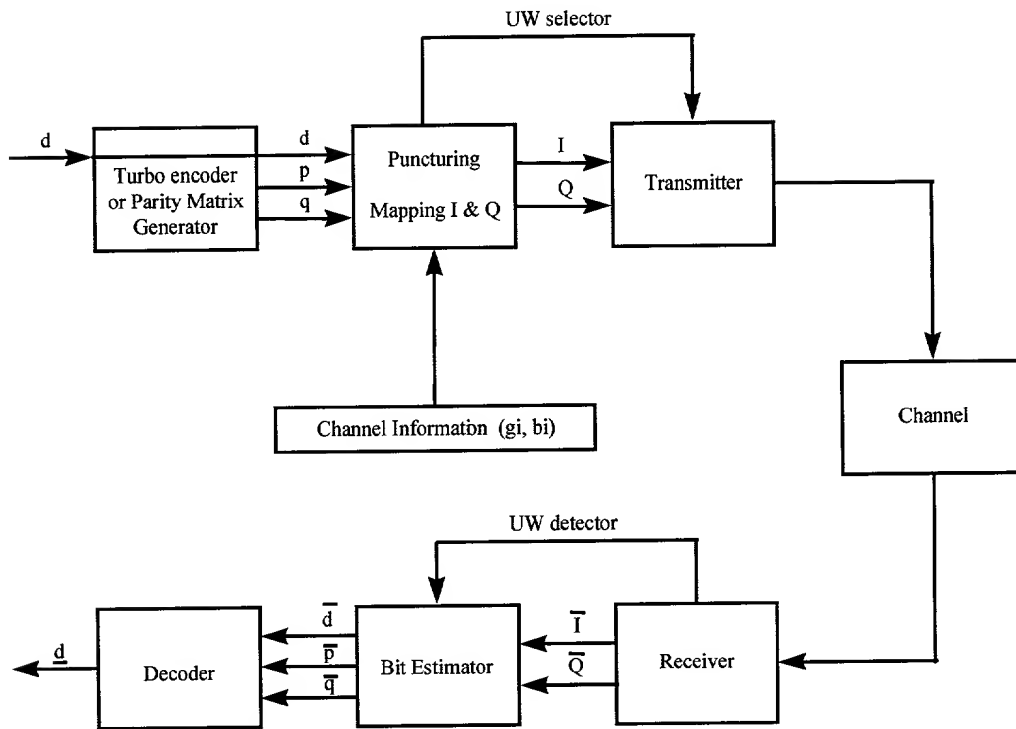 UW selector
d
d
p
q
Turbo encoder
or Parity Matrix
Generator
Puncturing
Mapping I & Q
I
Q
Transmitter
Channel Information (gi, bi)
Channel
UW detector
d
Decoder
d̅
p̅
q̅
Bit Estimator
I̅
Q̅
Receiver